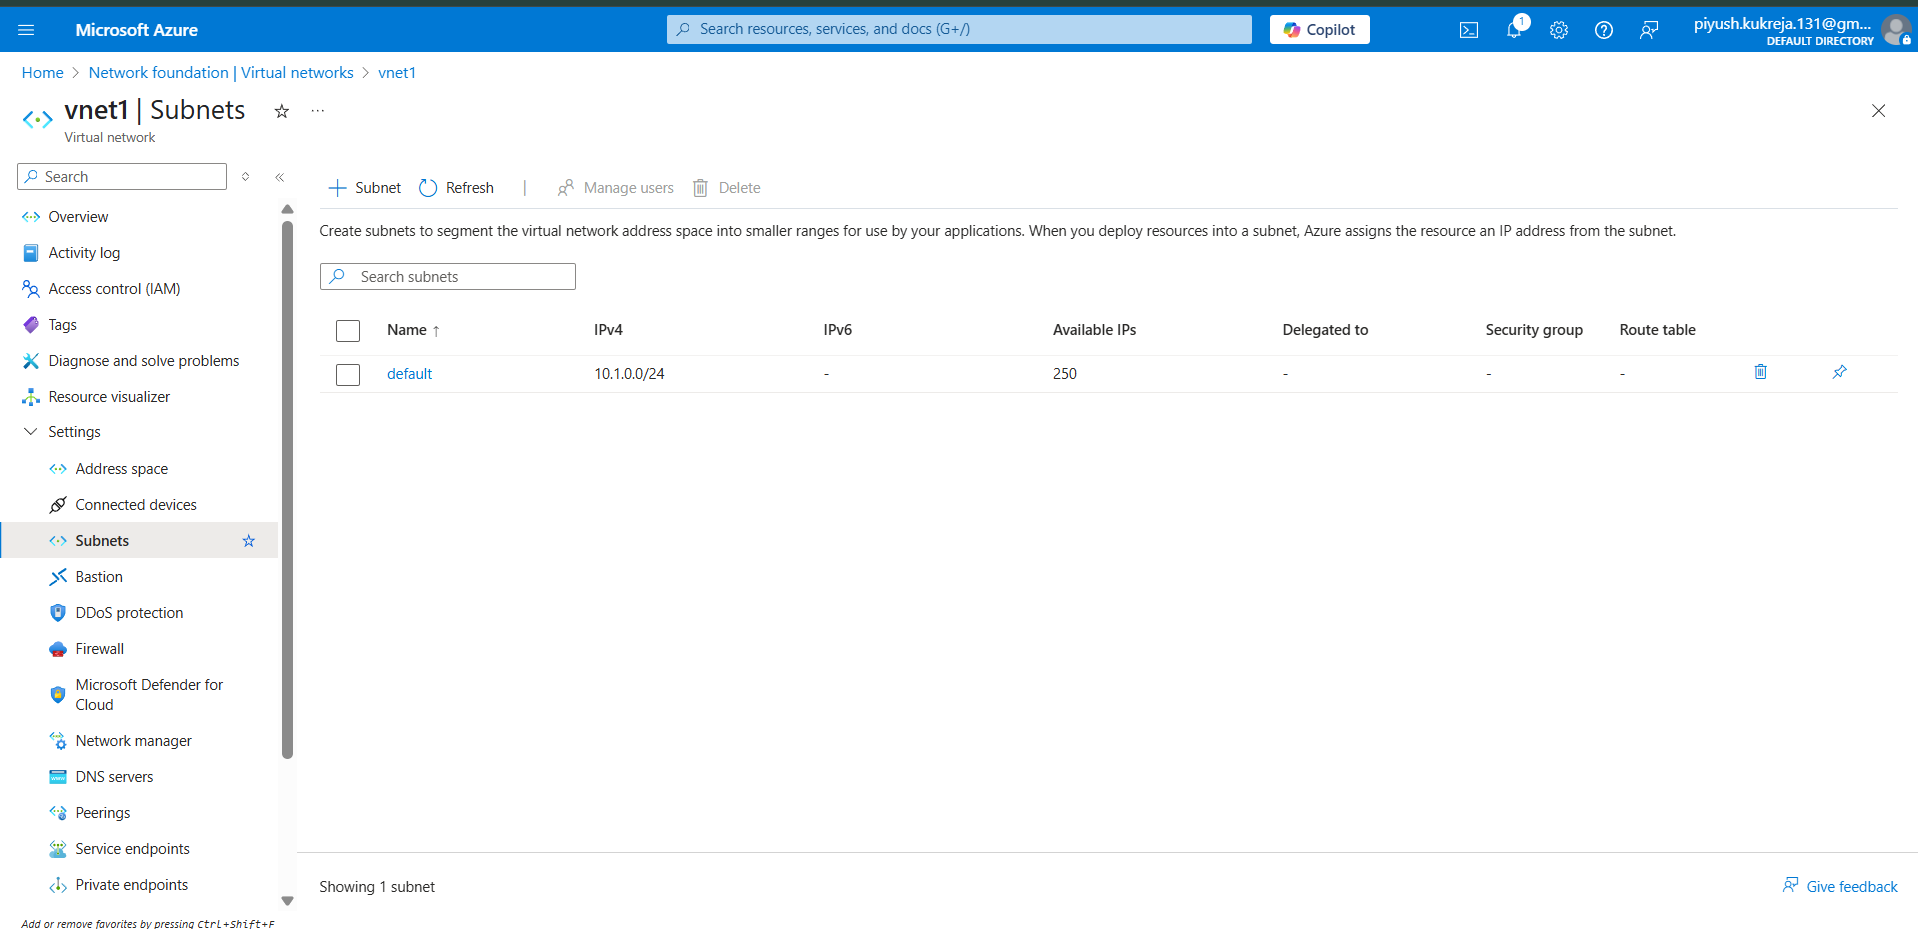 Microsoft Azure
Search resources, services, and docs (G+/)
Copilot
1
piyush.kukreja.131@gm...
DEFAULT DIRECTORY
Home > Network foundation | Virtual networks > vnet1
vnet1 | Subnets
Virtual network
Search
Overview
Activity log
Access control (IAM)
Tags
Diagnose and solve problems
Resource visualizer
Settings
Address space
Connected devices
Subnets
Bastion
DDoS protection
Firewall
Microsoft Defender for
Cloud
Network manager
DNS servers
Peerings
Service endpoints
Private endpoints
Add or remove favorites by pressing Ctrl+Shift+F
Subnet Refresh | Manage users Delete
Create subnets to segment the virtual network address space into smaller ranges for use by your applications. When you deploy resources into a subnet, Azure assigns the resource an IP address from the subnet.
Search subnets
Name ↑ IPv4 IPv6 Available IPs Delegated to Security group Route table
default 10.1.0.0/24 - 250 - - -
Showing 1 subnet
Give feedback